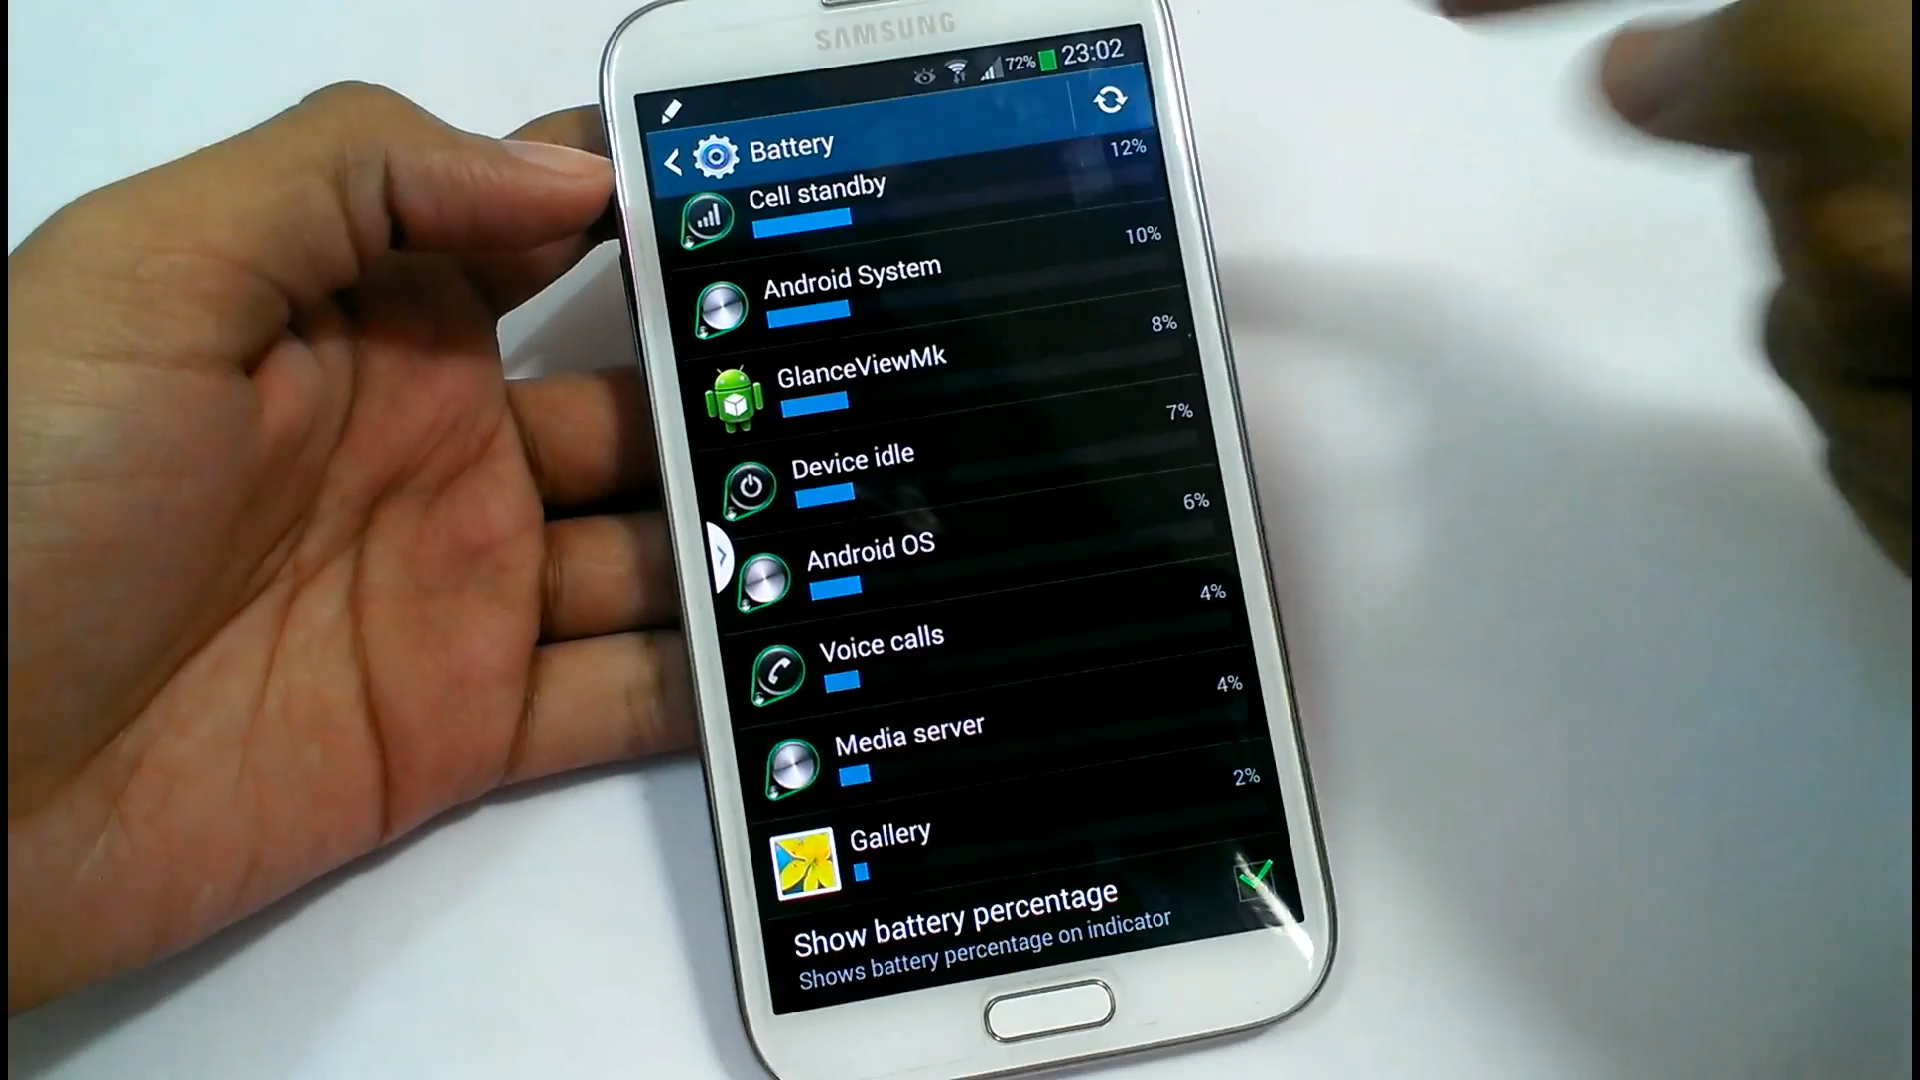 SAMSUNG
72% 23:02
Battery
12%
Cell standby
10%
Android System
8%
GlanceViewMk
7%
Device idle
6%
Android OS
4%
Voice calls
4%
Media server
2%
Gallery
Show battery percentage
Shows battery percentage on indicator